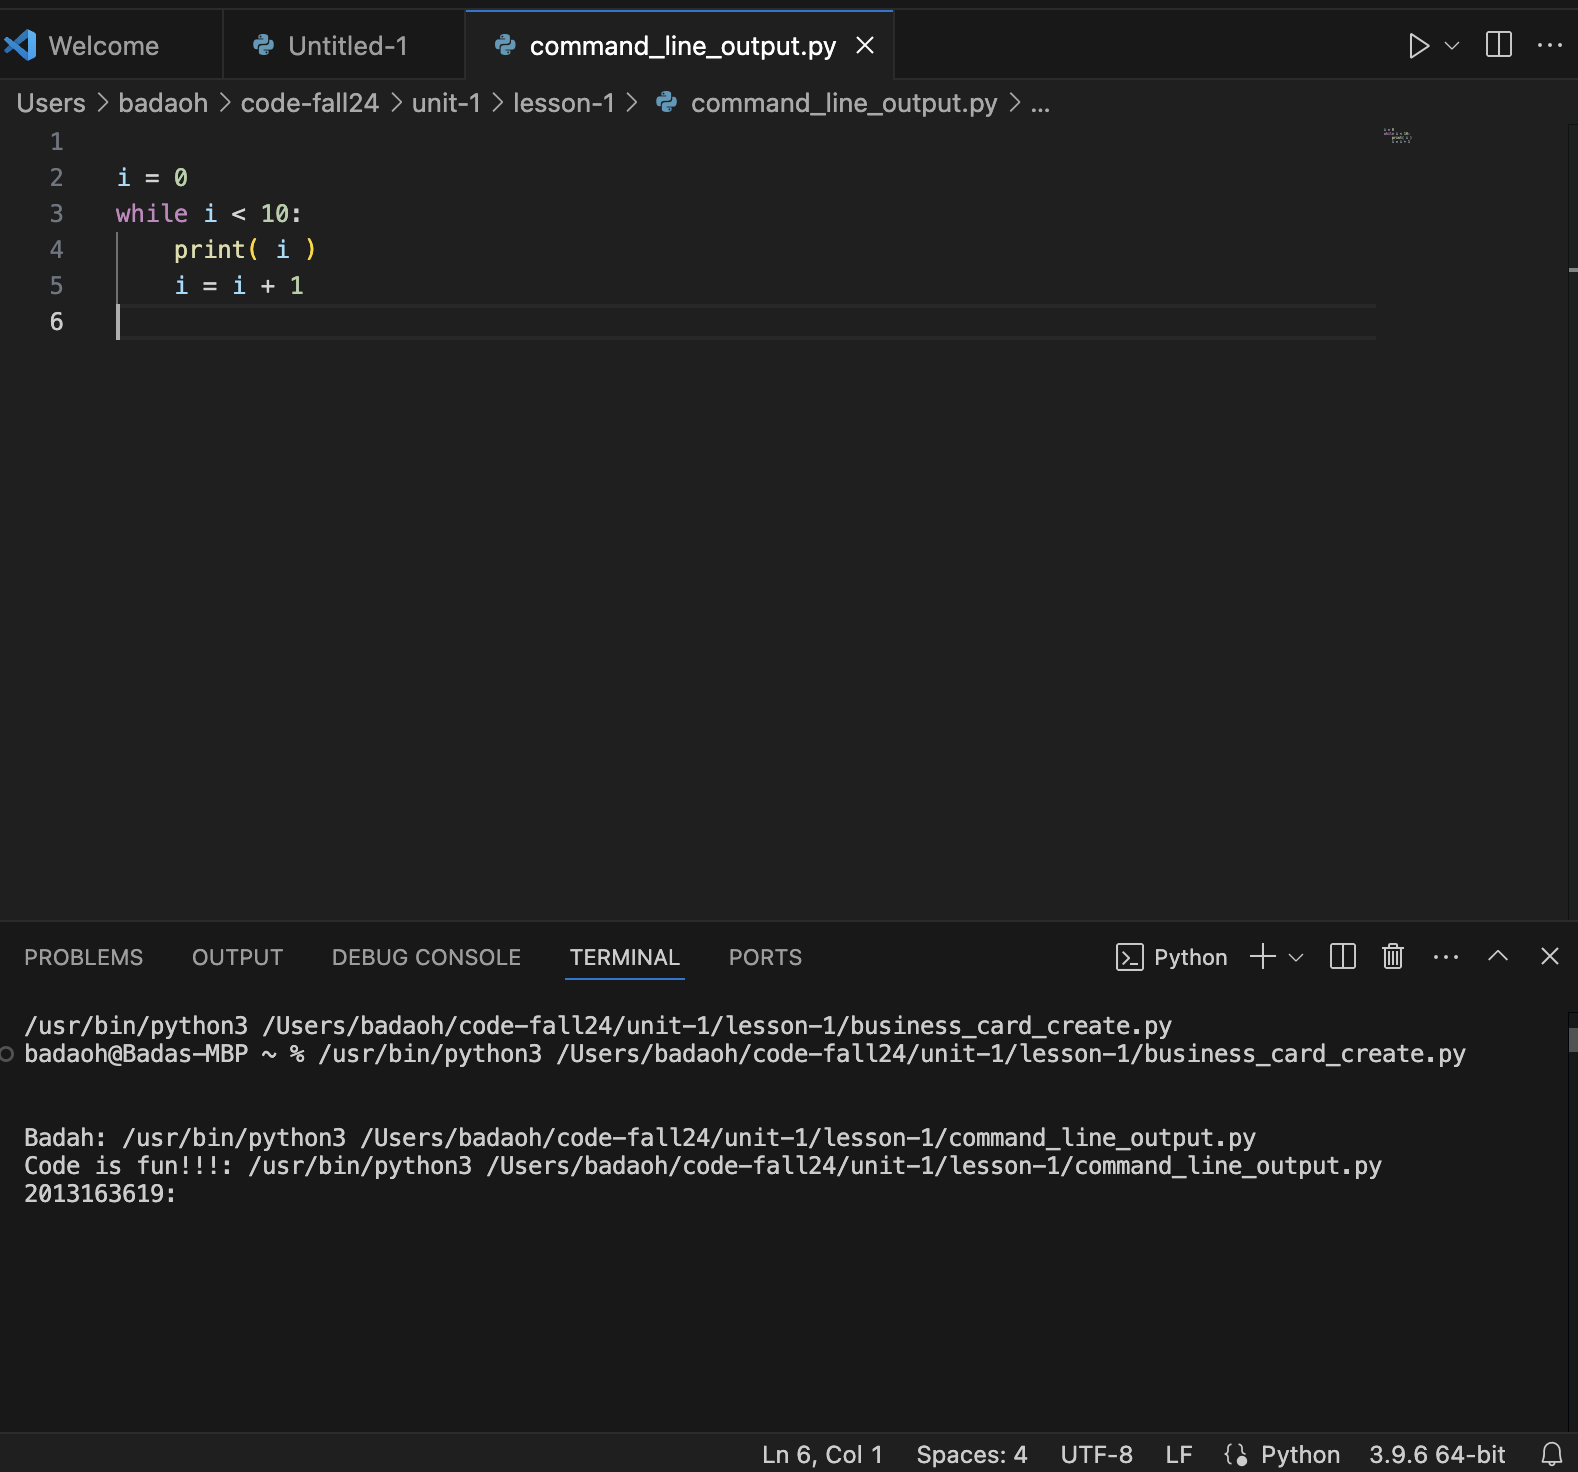 Welcome Untitled-1 command_line_output.py
Users > badaoh > code-fall24 > unit-1 > lesson-1 > command_line_output.py > ...
1
2 i = 0
3 while i < 10:
4     print( i )
5     i = i + 1
6
PROBLEMS OUTPUT DEBUG CONSOLE TERMINAL PORTS Python
/usr/bin/python3 /Users/badaoh/code-fall24/unit-1/lesson-1/business_card_create.py
badaoh@Badas-MBP ~ % /usr/bin/python3 /Users/badaoh/code-fall24/unit-1/lesson-1/business_card_create.py
Badah: /usr/bin/python3 /Users/badaoh/code-fall24/unit-1/lesson-1/command_line_output.py
Code is fun!!!: /usr/bin/python3 /Users/badaoh/code-fall24/unit-1/lesson-1/command_line_output.py
2013163619:
Ln 6, Col 1 Spaces: 4 UTF-8 LF Python 3.9.6 64-bit